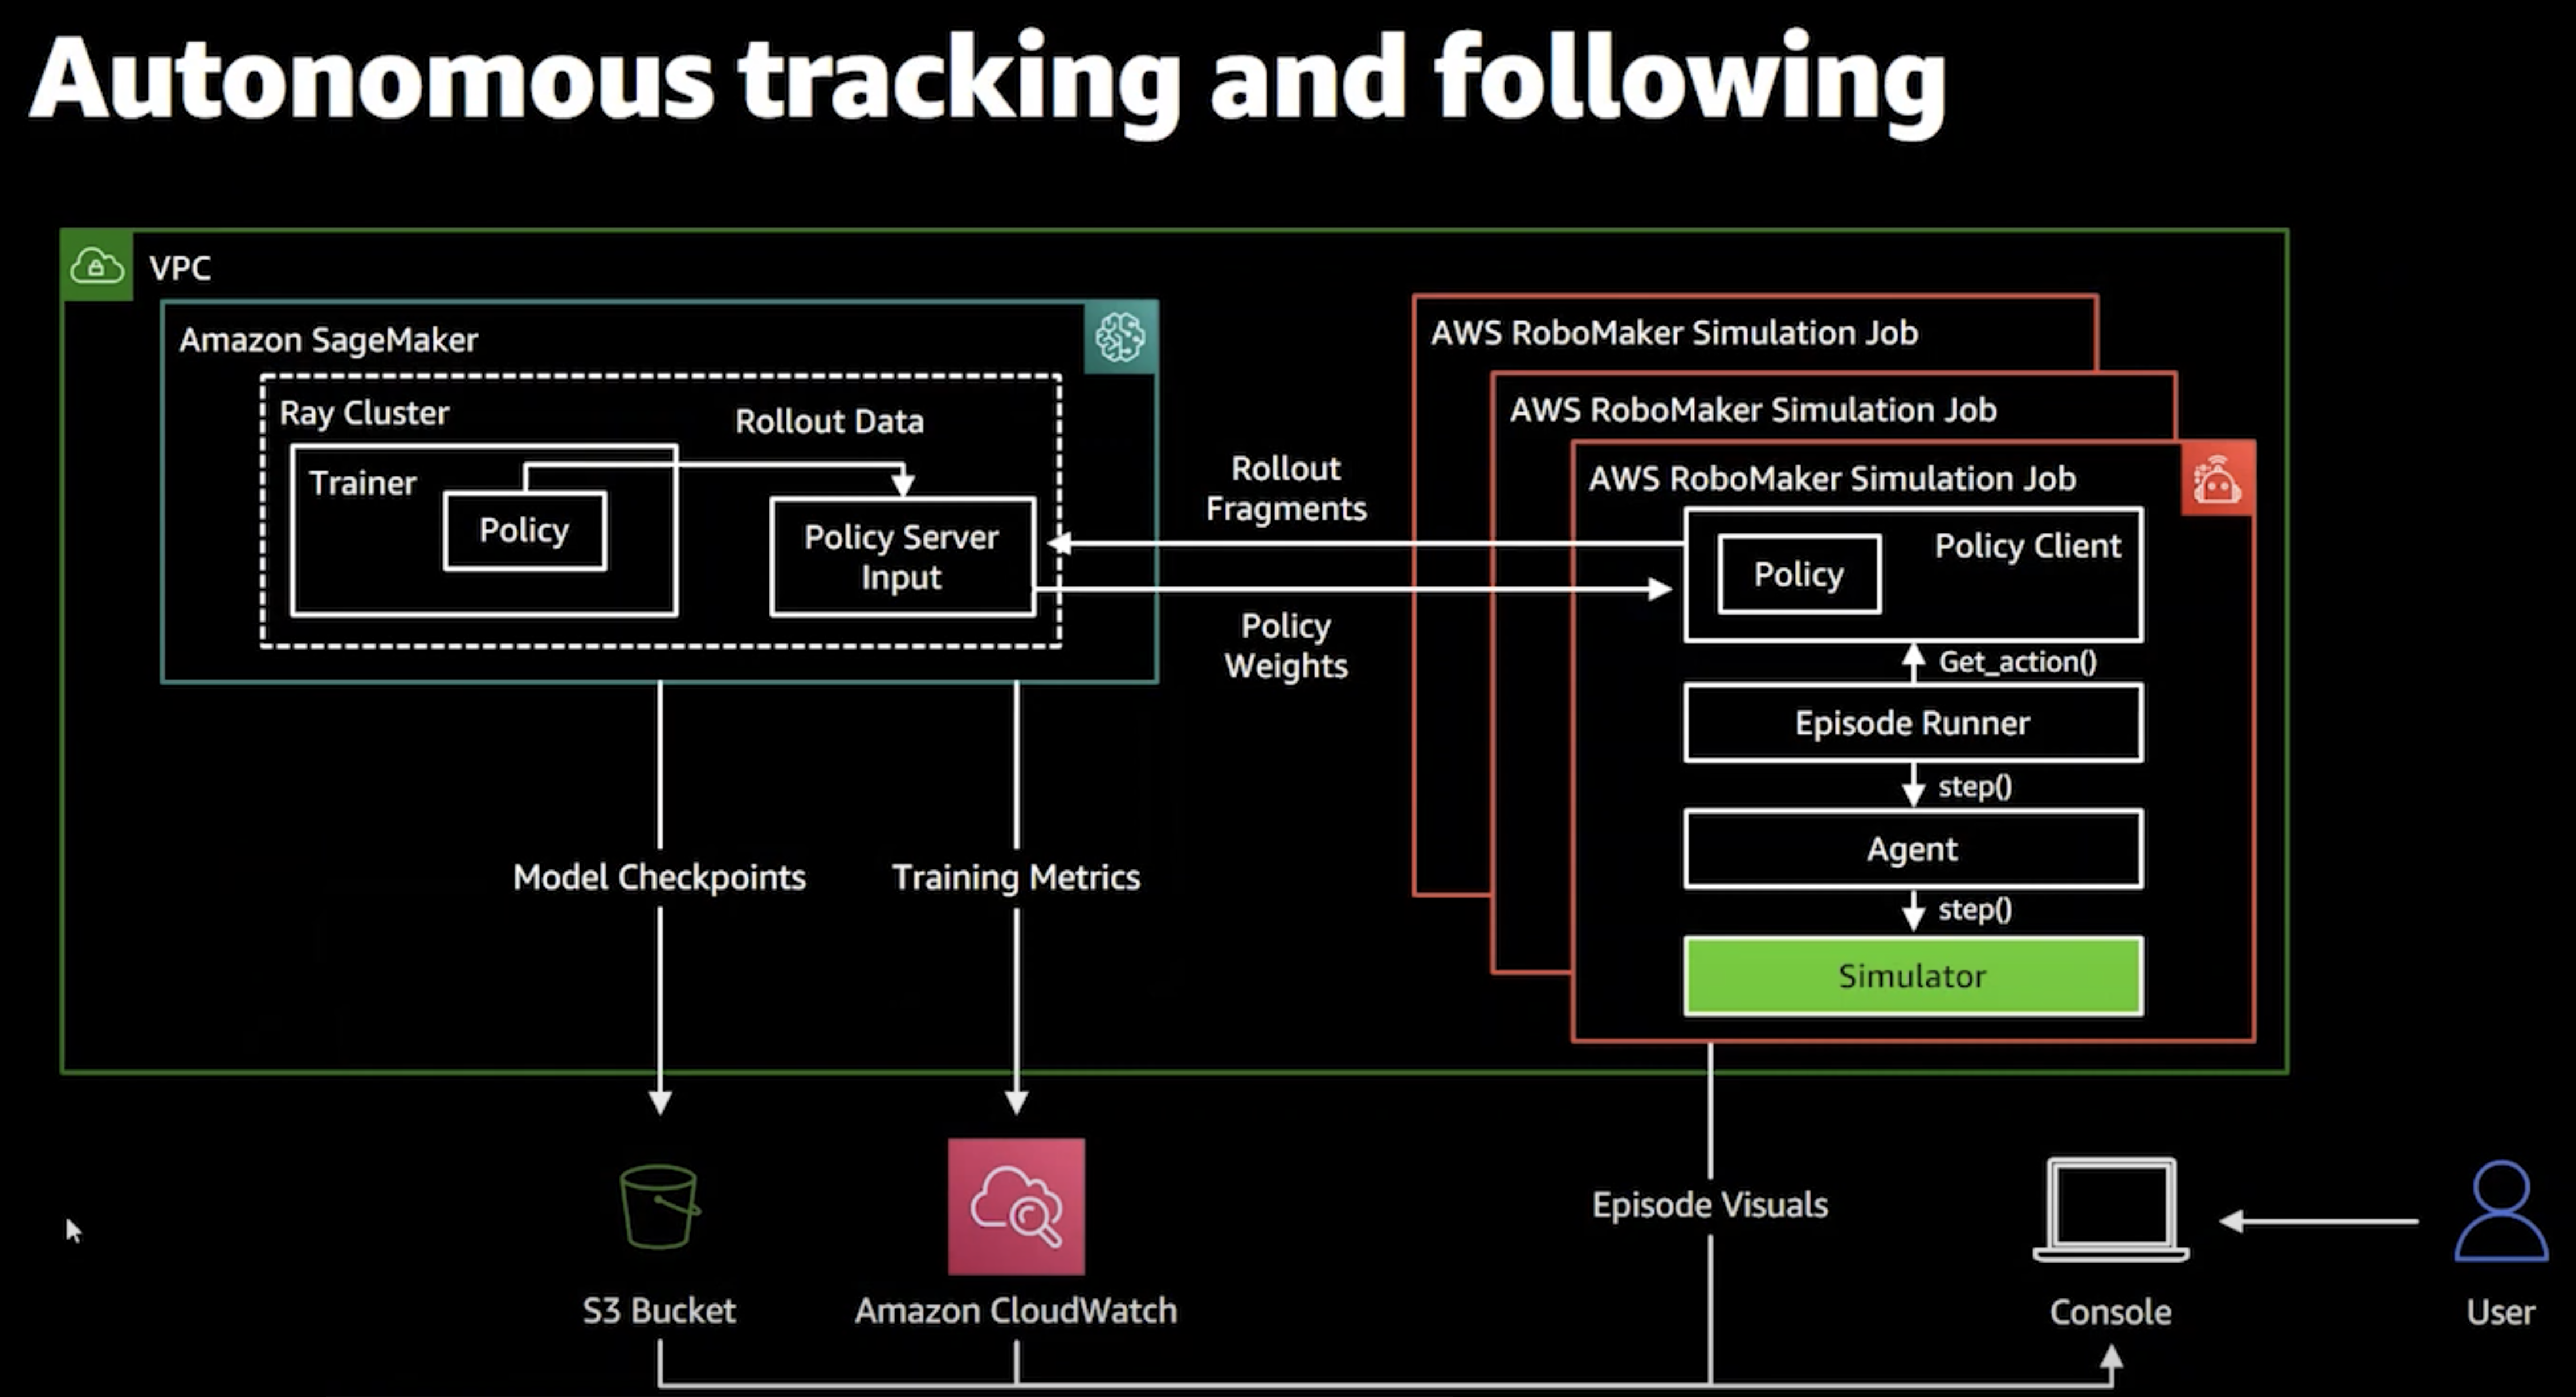 Autonomous tracking and following
VPC
Amazon SageMaker
Ray Cluster
Rollout Data
Trainer
Policy
Policy Server
Input
Rollout
Fragments
Policy
Weights
AWS RoboMaker Simulation Job
AWS RoboMaker Simulation Job
AWS RoboMaker Simulation Job
Policy
Policy Client
Get_action()
Episode Runner
step()
Agent
step()
Simulator
Model Checkpoints
Training Metrics
Episode Visuals
S3 Bucket
Amazon CloudWatch
Console
User